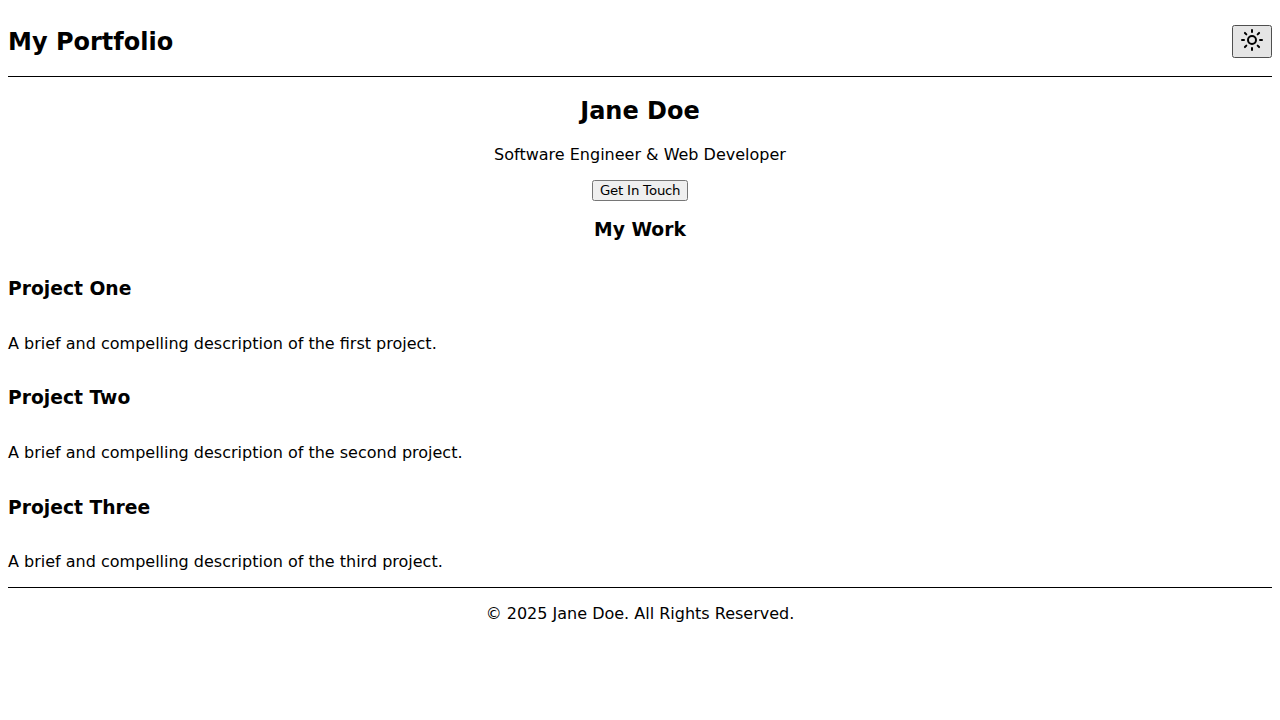 My Portfolio
Jane Doe
Software Engineer & Web Developer
Get In Touch
My Work
Project One
A brief and compelling description of the first project.
Project Two
A brief and compelling description of the second project.
Project Three
A brief and compelling description of the third project.
© 2025 Jane Doe. All Rights Reserved.